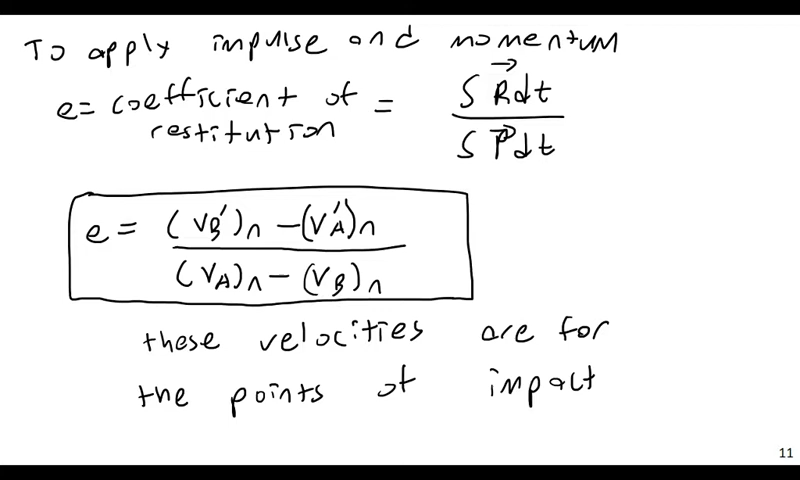 To apply impulse and momentum
e = coefficient of restitution = ∫ R⃗dt / ∫ P⃗dt
e = (VB')n − (VA')n / (VA)n − (VB)n
these velocities are for
the points of impact
11